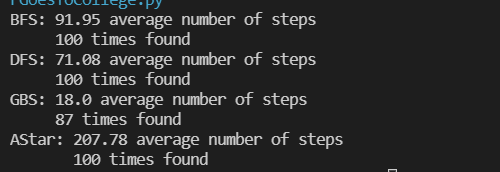 rGoesToCollege.py
BFS: 91.95 average number of steps
100 times found
DFS: 71.08 average number of steps
100 times found
GBS: 18.0 average number of steps
87 times found
AStar: 207.78 average number of steps
100 times found